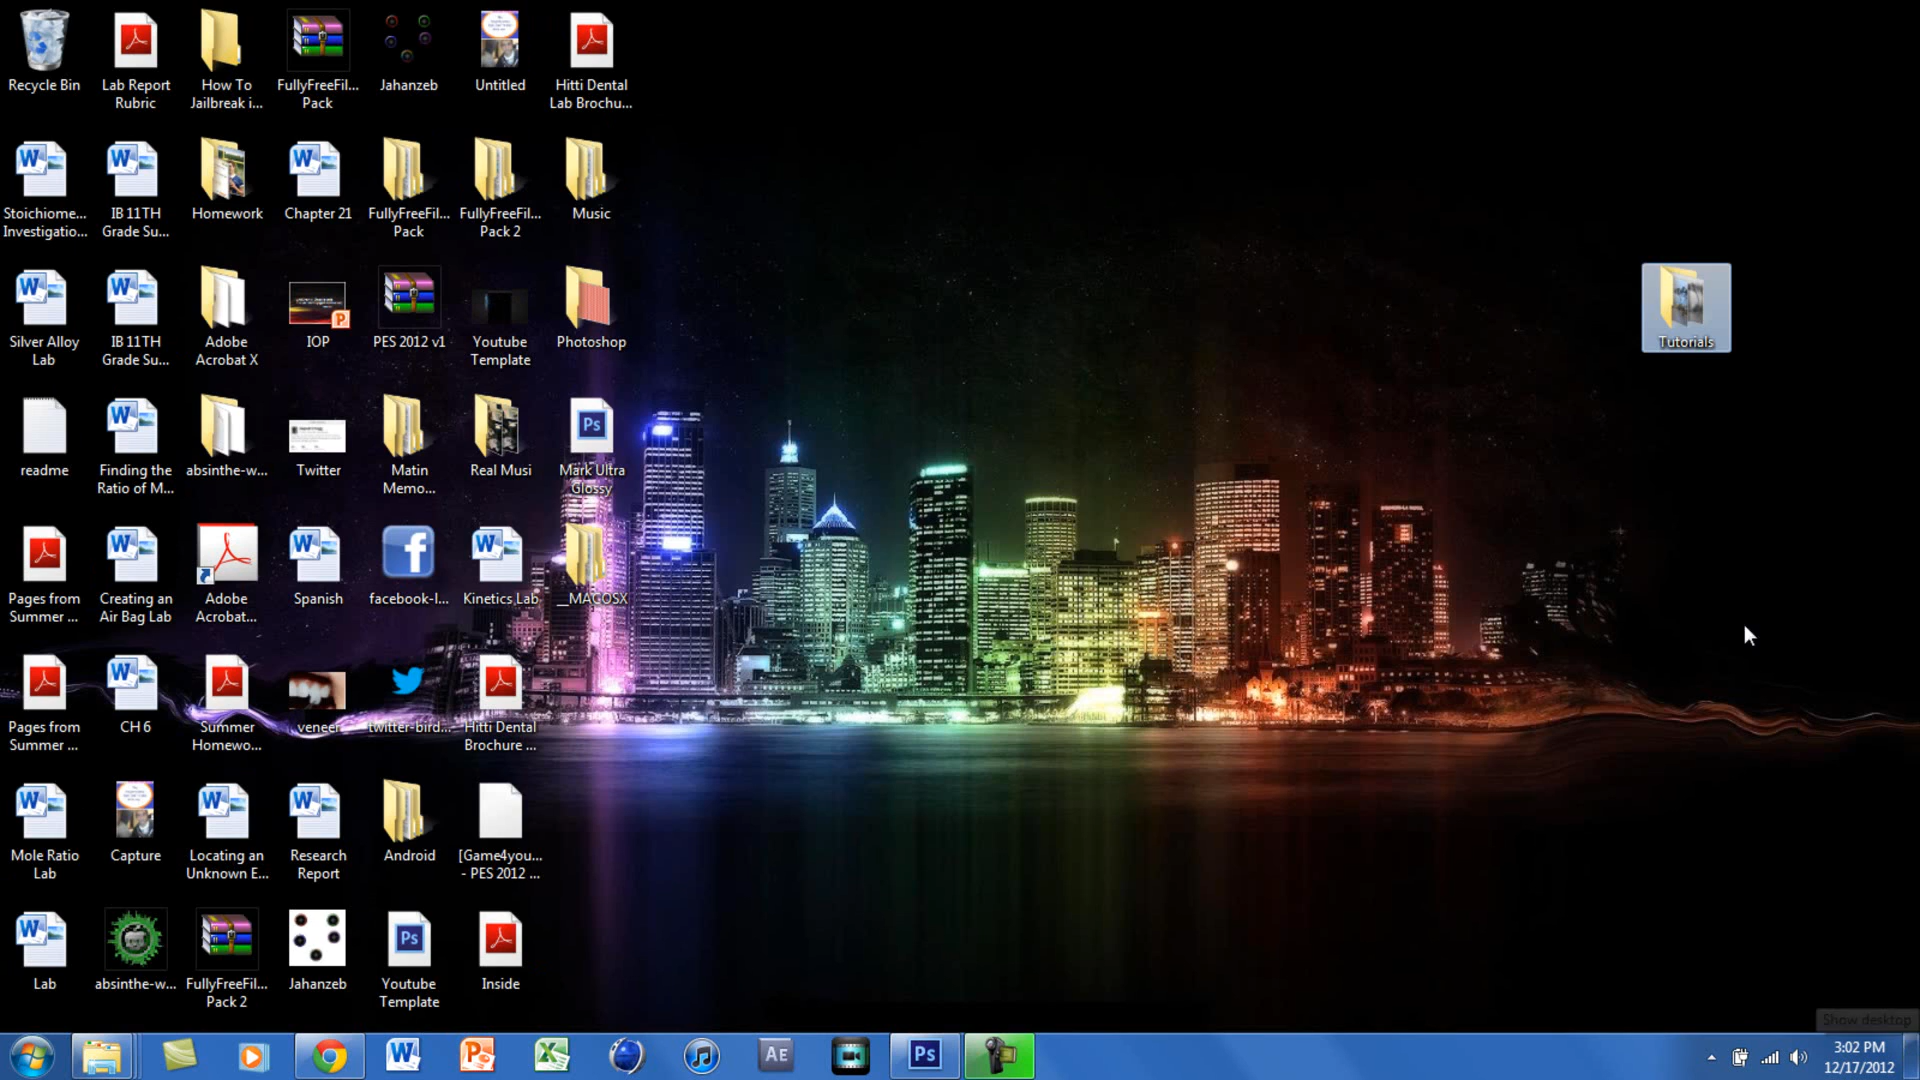 Recycle Bin
Lab Report
Rubric
How To
Jailbreak i...
FullyFreeFil...
Pack
Jahanzeb
Untitled
Hitti Dental
Lab Brochu...
Stoichiome...
Investigatio...
IB 11TH
Grade Su...
Homework
Chapter 21
FullyFreeFil...
Pack
FullyFreeFil...
Pack 2
Music
Silver Alloy
Lab
IB 11TH
Grade Su...
Adobe
Acrobat X
IOP
PES 2012 v1
Youtube
Template
Photoshop
Tutorials
readme
Finding the
Ratio of M...
absinthe-w...
Twitter
Matin
Memo...
Real Musi
Ps
Mark Ultra
Glossy
Pages from
Summer ...
Creating an
Air Bag Lab
Adobe
Acrobat...
Spanish
facebook-l...
Kinetics Lab
__MACOSX
Pages from
Summer ...
CH 6
Summer
Homewo...
veneer
twitter-bird...
Hitti Dental
Brochure ...
Mole Ratio
Lab
Capture
Locating an
Unknown E...
Research
Report
Android
[Game4you...
- PES 2012 ...
Lab
absinthe-w...
FullyFreeFil...
Pack 2
Jahanzeb
Ps
Youtube
Template
Inside
Show desktop
AE
Ps
3:02 PM
12/17/2012